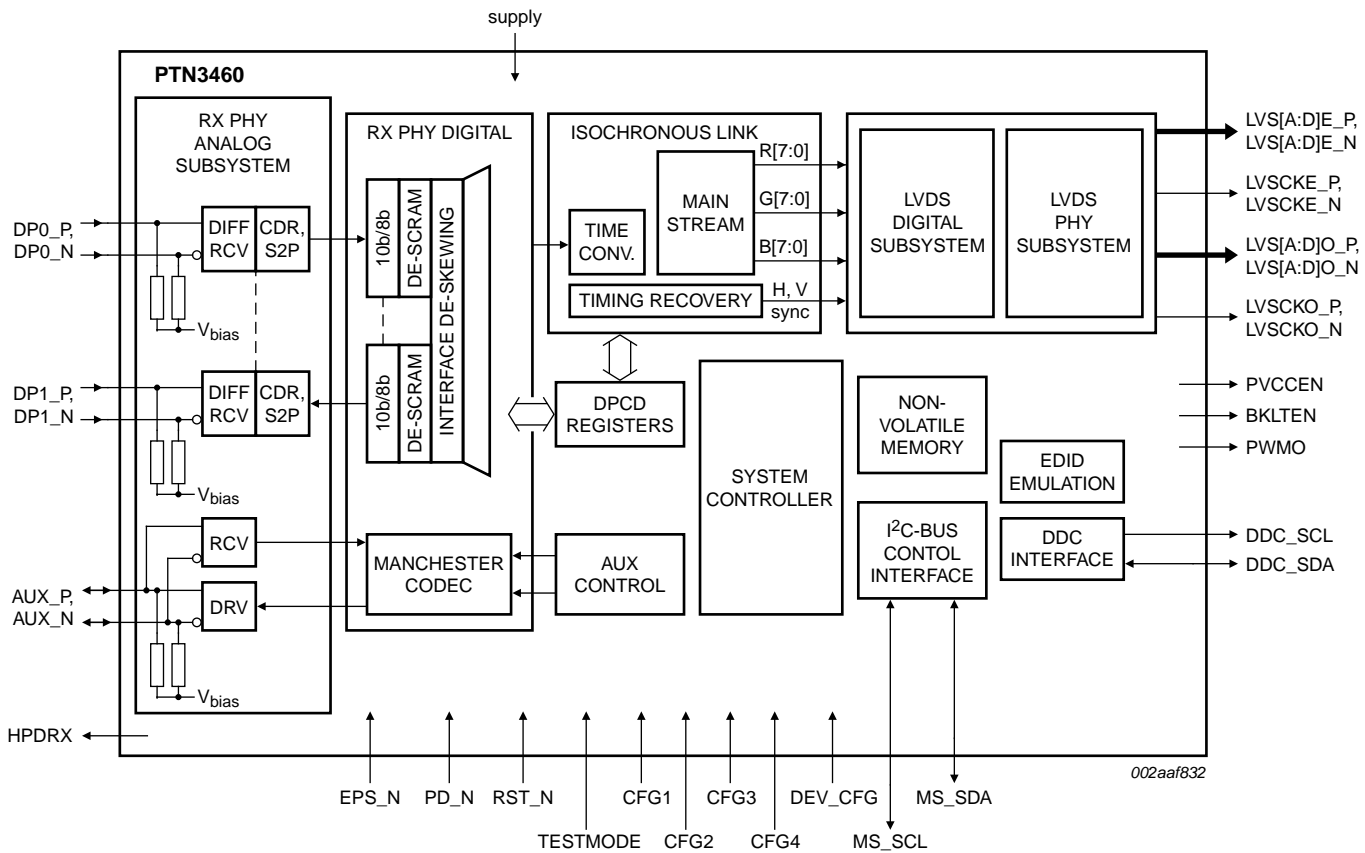 supply
PTN3460
RX PHY
ANALOG
SUBSYSTEM
DP0_P,
DP0_N
DIFF
RCV
CDR,
S2P
Vbias
DP1_P,
DP1_N
DIFF
RCV
CDR,
S2P
Vbias
RCV
DRV
AUX_P,
AUX_N
Vbias
HPDRX
RX PHY DIGITAL
10b/8b
DE-SCRAM
INTERFACE DE-SKEWING
10b/8b
DE-SCRAM
MANCHESTER
CODEC
ISOCHRONOUS LINK
TIME
CONV.
MAIN
STREAM
R[7:0]
G[7:0]
B[7:0]
TIMING RECOVERY
H, V
sync
DPCD
REGISTERS
AUX
CONTROL
LVDS
DIGITAL
SUBSYSTEM
LVDS
PHY
SUBSYSTEM
SYSTEM
CONTROLLER
NON-
VOLATILE
MEMORY
EDID
EMULATION
I2C-BUS
CONTOL
INTERFACE
DDC
INTERFACE
LVS[A:D]E_P,
LVS[A:D]E_N
LVSCKE_P,
LVSCKE_N
LVS[A:D]O_P,
LVS[A:D]O_N
LVSCKO_P,
LVSCKO_N
PVCCEN
BKLTEN
PWMO
DDC_SCL
DDC_SDA
002aaf832
EPS_N
PD_N
RST_N
TESTMODE
CFG1
CFG2
CFG3
CFG4
DEV_CFG
MS_SCL
MS_SDA